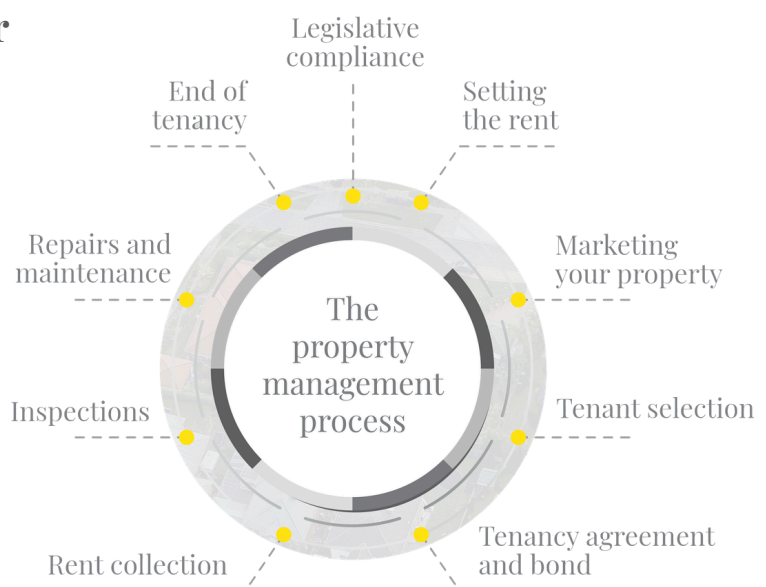 r
Legislative
compliance
End of
tenancy
Setting
the rent
Repairs and
maintenance
Marketing
your property
The
property
management
process
Inspections
Tenant selection
Rent collection
Tenancy agreement
and bond